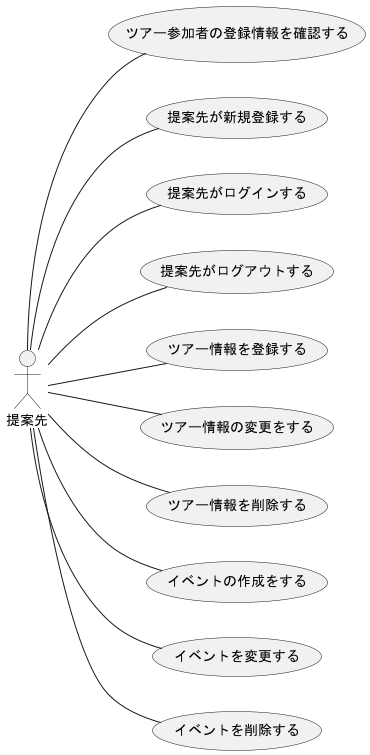 ツアー参加者の登録情報を確認する
提案先が新規登録する
提案先がログインする
提案先がログアウトする
ツアー情報を登録する
提案先
ツアー情報の変更をする
ツアー情報を削除する
イベントの作成をする
イベントを変更する
イベントを削除する